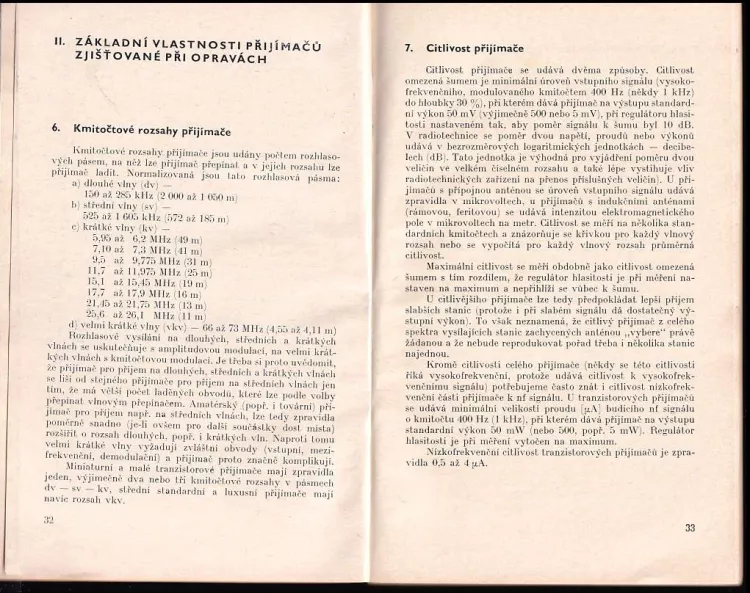 II. ZÁKLADNÍ VLASTNOSTI PŘIJÍMAČŮ
ZJIŠŤOVANÉ PŘI OPRAVÁCH
6. Kmitočtové rozsahy přijímače
Kmitočtové rozsahy přijímače jsou udány počtem rozhlaso-
vých pásem, na něž lze přijímač přepínat a v jejich rozsahu lze
přijímač ladit. Normalizovaná jsou tato rozhlasová pásma:
a) dlouhé vlny (dv) —
150 až 285 kHz (2 000 až 1 050 m)
b) střední vlny (sv) —
525 až 1 605 kHz (572 až 185 m)
c) krátké vlny (kv) —
5,95 až 6,2 MHz (49 m)
7,10 až 7,3 MHz (41 m)
9,5 až 9,775 MHz (31 m)
11,7 až 11,975 MHz (25 m)
15,1 až 15,45 MHz (19 m)
17,7 až 17,9 MHz (16 m)
21,45 až 21,75 MHz (13 m)
25,6 až 26,1 MHz (11 m)
d) velmi krátké vlny (vkv) — 66 až 73 MHz (4,55 až 4,11 m)
Rozhlasové vysílání na dlouhých, středních a krátkých
vlnách se uskutečňuje s amplitudovou modulací, na velmi krát-
kých vlnách s kmitočtovou modulací. Je třeba si proto uvědomit,
že přijímač pro příjem na dlouhých, středních a krátkých vlnách
se liší od stejného přijímače pro příjem na středních vlnách jen
tím, že má větší počet laděných obvodů, které lze podle volby
přepínat vlnovým přepínačem. Amatérský (popř. i tovární) při-
jímač pro příjem např. na středních vlnách, lze tedy zpravidla
poměrně snadno (je-li ovšem pro další součástky dost místa)
rozšířit o rozsah dlouhých, popř. i krátkých vln. Naproti tomu
velmi krátké vlny vyžadují zvláštní obvody (vstupní, mezi-
frekvenční, demodulační) a přijímač proto značně komplikují.
Miniaturní a malé tranzistorové přijímače mají zpravidla
jeden, výjimečně dva nebo tři kmitočtové rozsahy v pásmech
dv — sv — kv, střední standardní a luxusní přijímače mají
navíc rozsah vkv.
32
7. Citlivost přijímače
Citlivost přijímače se udává dvěma způsoby. Citlivost
omezená šumem je minimální úroveň vstupního signálu (vysoko-
frekvenčního, modulovaného kmitočtem 400 Hz (někdy 1 kHz)
do hloubky 30 %), při kterém dává přijímač na výstupu standard-
ní výkon 50 mW (výjimečně 500 nebo 5 mW), při regulátoru hlasi-
tosti nastaveném tak, aby poměr signálu k šumu byl 10 dB.
V radiotechnice se poměr dvou napětí, proudů nebo výkonů
udává v bezrozměrných logaritmických jednotkách — decibe-
lech (dB). Tato jednotka je výhodná pro vyjádření poměru dvou
veličin ve velkém číselném rozsahu a také lépe vystihuje vliv
radiotechnických zařízení na přenos příslušných veličin). U při-
jímačů s přípojnou anténou se úroveň vstupního signálu udává
zpravidla v mikrovoltech, u přijímačů s indukčními anténami
(rámovou, feritovou) se udává intenzitou elektromagnetického
pole v mikrovoltech na metr. Citlivost se měří na několika stan-
dardních kmitočtech a znázorňuje se křivkou pro každý vlnový
rozsah nebo se vypočítá pro každý vlnový rozsah průměrná
citlivost.
Maximální citlivost se měří obdobně jako citlivost omezená
šumem s tím rozdílem, že regulátor hlasitosti je při měření na-
staven na maximum a nepřihlíží se vůbec k šumu.
U citlivějšího přijímače lze tedy předpokládat lepší příjem
slabších stanic (protože i při slabém signálu dá dostatečný vý-
stupní výkon). To však neznamená, že citlivý přijímač z celého
spektra vysílajících stanic zachycených anténou „vybere" právě
žádanou a že nebude reprodukovat pořad třeba i několika stanic
najednou.
Kromě citlivosti celého přijímače (někdy se této citlivosti
říká vysokofrekvenční, protože udává citlivost k vysokofrek-
venčnímu signálu) potřebujeme často znát i citlivost nízkofrek-
venční části přijímače k nf signálu. U tranzistorových přijímačů
se udává minimální velikostí proudu [µA] budicího nf signálu
o kmitočtu 400 Hz (1 kHz), při kterém dává přijímač na výstupu
standardní výkon 50 mW (nebo 500, popř. 5 mW). Regulátor
hlasitosti je při měření vytočen na maximum.
Nízkofrekvenční citlivost tranzistorových přijímačů je zpra-
vidla 0,5 až 4 µA.
33